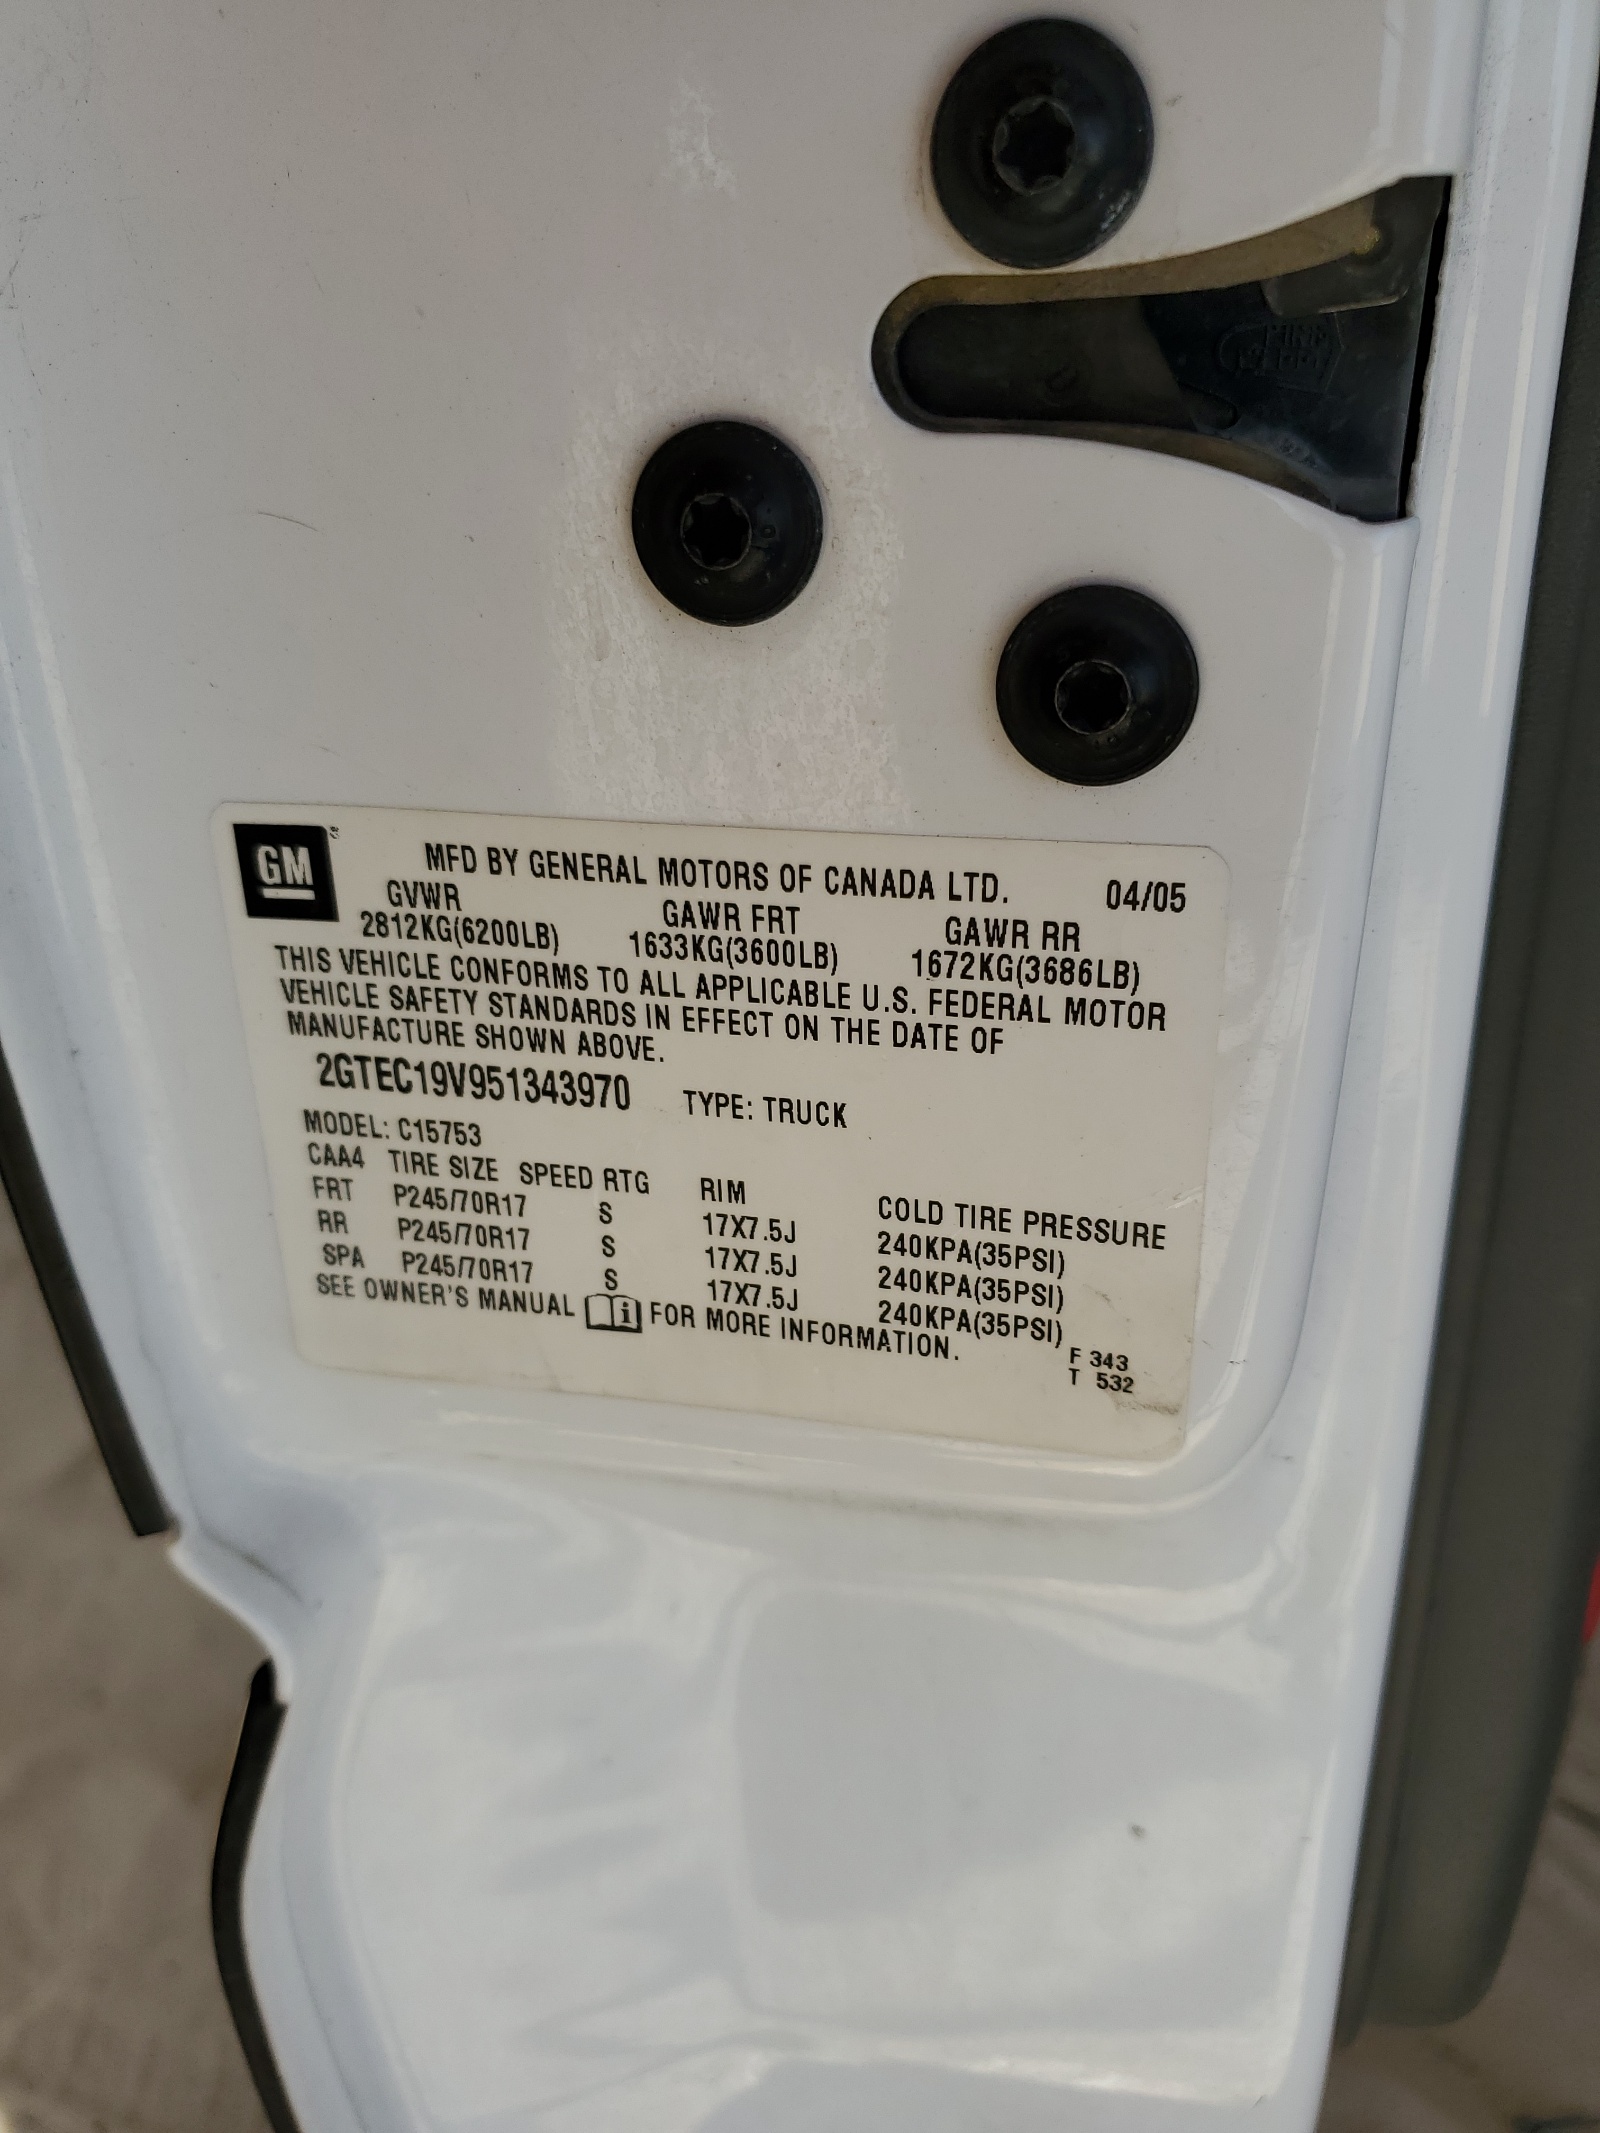 GM
MFD BY GENERAL MOTORS OF CANADA LTD. 04/05
GVWR GAWR FRT GAWR RR
2812KG(6200LB) 1633KG(3600LB) 1672KG(3686LB)
THIS VEHICLE CONFORMS TO ALL APPLICABLE U.S. FEDERAL MOTOR
VEHICLE SAFETY STANDARDS IN EFFECT ON THE DATE OF
MANUFACTURE SHOWN ABOVE.
2GTEC19V951343970 TYPE: TRUCK
MODEL: C15753
CAA4 TIRE SIZE SPEED RTG RIM COLD TIRE PRESSURE
FRT P245/70R17 S 17X7.5J 240KPA(35PSI)
RR P245/70R17 S 17X7.5J 240KPA(35PSI)
SPA P245/70R17 S 17X7.5J 240KPA(35PSI)
SEE OWNER'S MANUAL i FOR MORE INFORMATION.
F 343
T 532